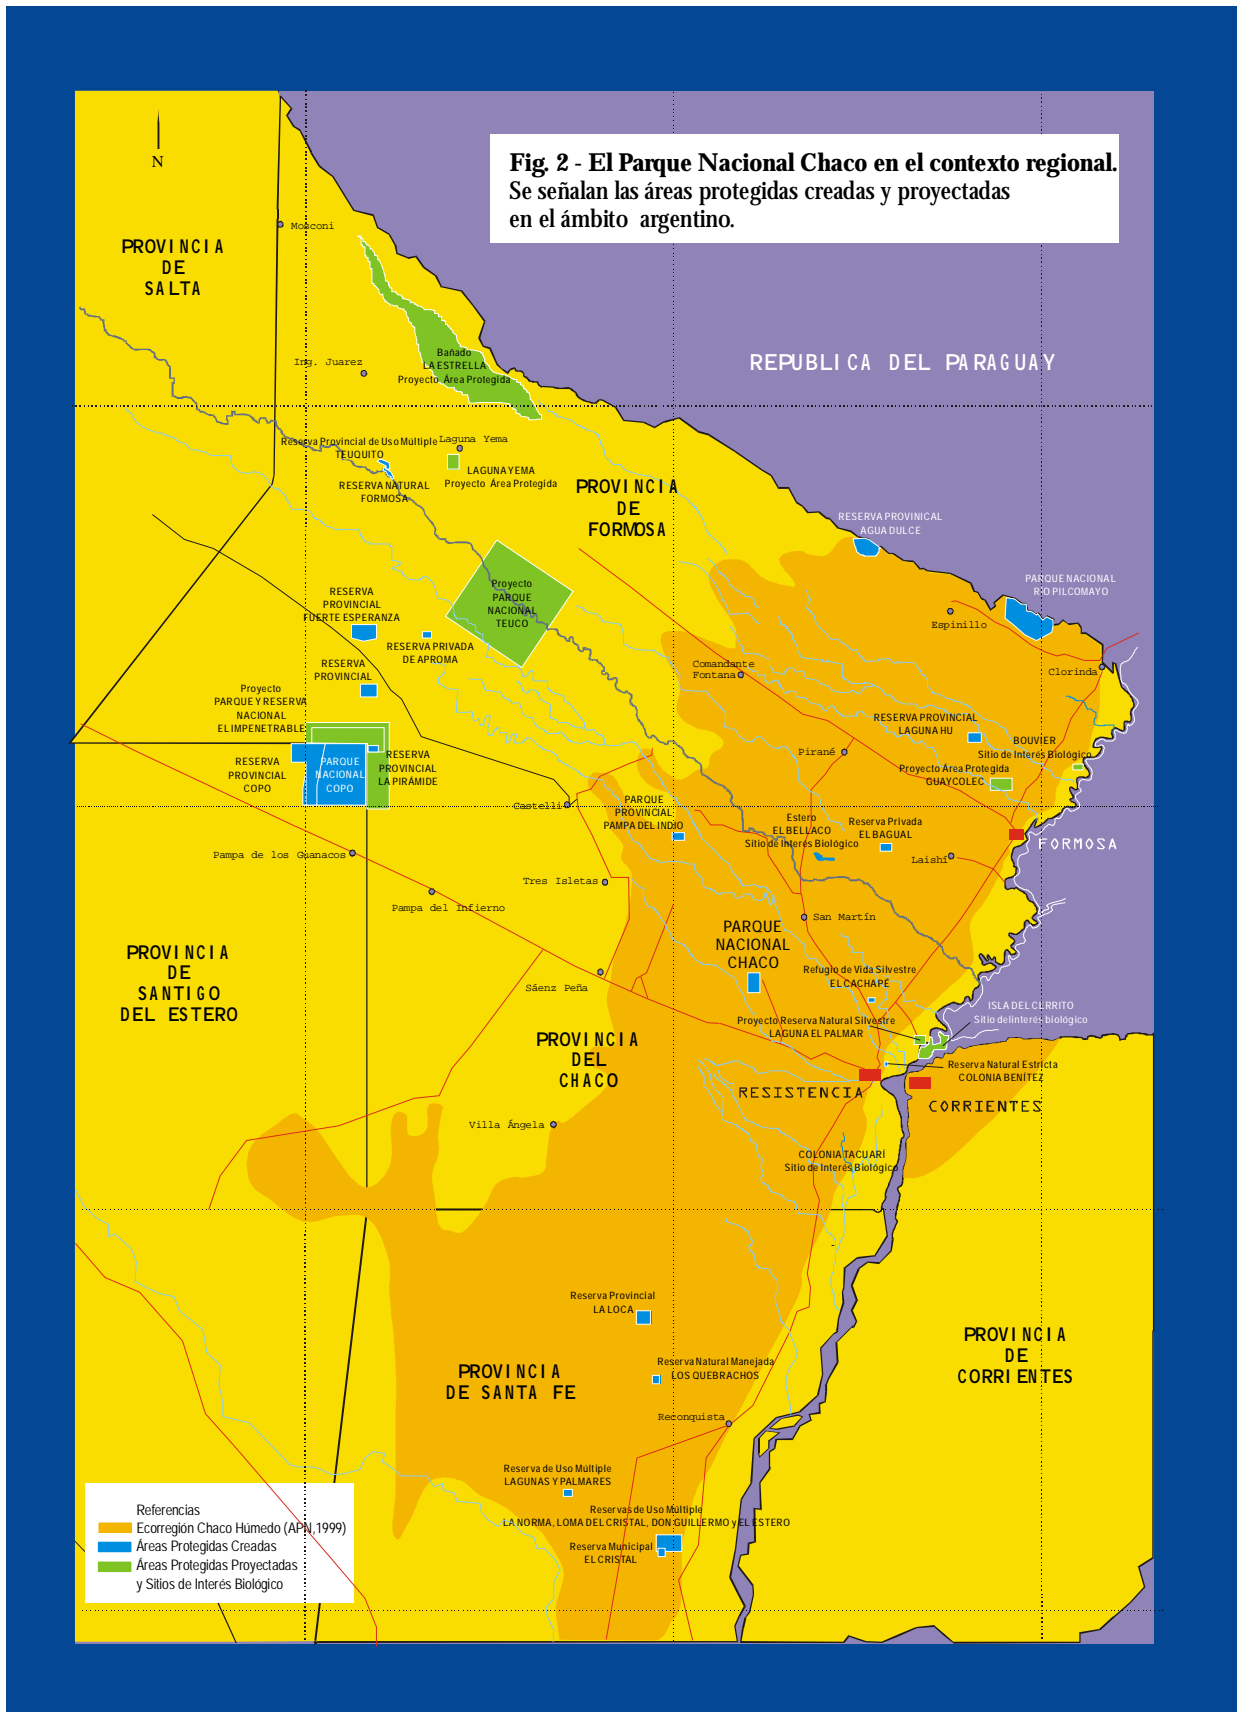 Fig. 2 - El Parque Nacional Chaco en el contexto regional.
Se señalan las áreas protegidas creadas y proyectadas
en el ámbito argentino.
N
Mosconi
PROVINCIA
DE
SALTA
Ing. Juarez
Bañado
LA ESTRELLA
Proyecto Área Protegida
REPUBLICA DEL PARAGUAY
Reserva Provincial de Uso Múltiple
TEUQUITO
Laguna Yema
LAGUNA YEMA
Proyecto Área Protegida
RESERVA NATURAL
FORMOSA
PROVINCIA
DE
FORMOSA
RESERVA PROVINICAL
AGUA DULCE
PARQUE NACIONAL
RIO PILCOMAYO
Proyecto
PARQUE
NACIONAL
TEUCO
RESERVA
PROVINCIAL
FUERTE ESPERANZA
RESERVA PRIVADA
DE APROMA
Espinillo
RESERVA
PROVINCIAL
Comandante
Fontana
Clorinda
Proyecto
PARQUE Y RESERVA
NACIONAL
EL IMPENETRABLE
RESERVA PROVINCIAL
LAGUNA HU
BOUVIER
Sitio de Interés Biológico
Pirané
RESERVA
PROVINCIAL
COPO
PARQUE
NACIONAL
COPO
RESERVA
PROVINCIAL
LA PIRÁMIDE
Proyecto Área Protegida
GUAYCOLEC
Castelli
PARQUE
PROVINCIAL
PAMPA DEL INDIO
Estero
EL BELLACO
Sitio de Interés Biológico
Reserva Privada
EL BAGUAL
FORMOSA
Pampa de los Guanacos
Laishí
Tres Isletas
Pampa del Infierno
San Martín
PARQUE
NACIONAL
CHACO
PROVINCIA
DE
SANTIGO
DEL ESTERO
Sáenz Peña
Refugio de Vida Silvestre
EL CACHAPÉ
ISLA DEL CERRITO
Sitio de interés biológico
Proyecto Reserva Natural Silvestre
LAGUNA EL PALMAR
PROVINCIA
DEL
CHACO
Reserva Natural Estricta
COLONIA BENÍTEZ
RESISTENCIA
CORRIENTES
Villa Ángela
COLONIA TACUARÍ
Sitio de Interés Biológico
Reserva Provincial
LA LOCA
PROVINCIA
DE
CORRIENTES
PROVINCIA
DE SANTA FE
Reserva Natural Manejada
LOS QUEBRACHOS
Reconquista
Reserva de Uso Múltiple
LAGUNAS Y PALMARES
Reservas de Uso Múltiple
LA NORMA, LOMA DEL CRISTAL, DON GUILLERMO y EL ESTERO
Reserva Municipal
EL CRISTAL
Referencias
Ecorregión Chaco Húmedo (APN,1999)
Áreas Protegidas Creadas
Áreas Protegidas Proyectadas
y Sitios de Interés Biológico